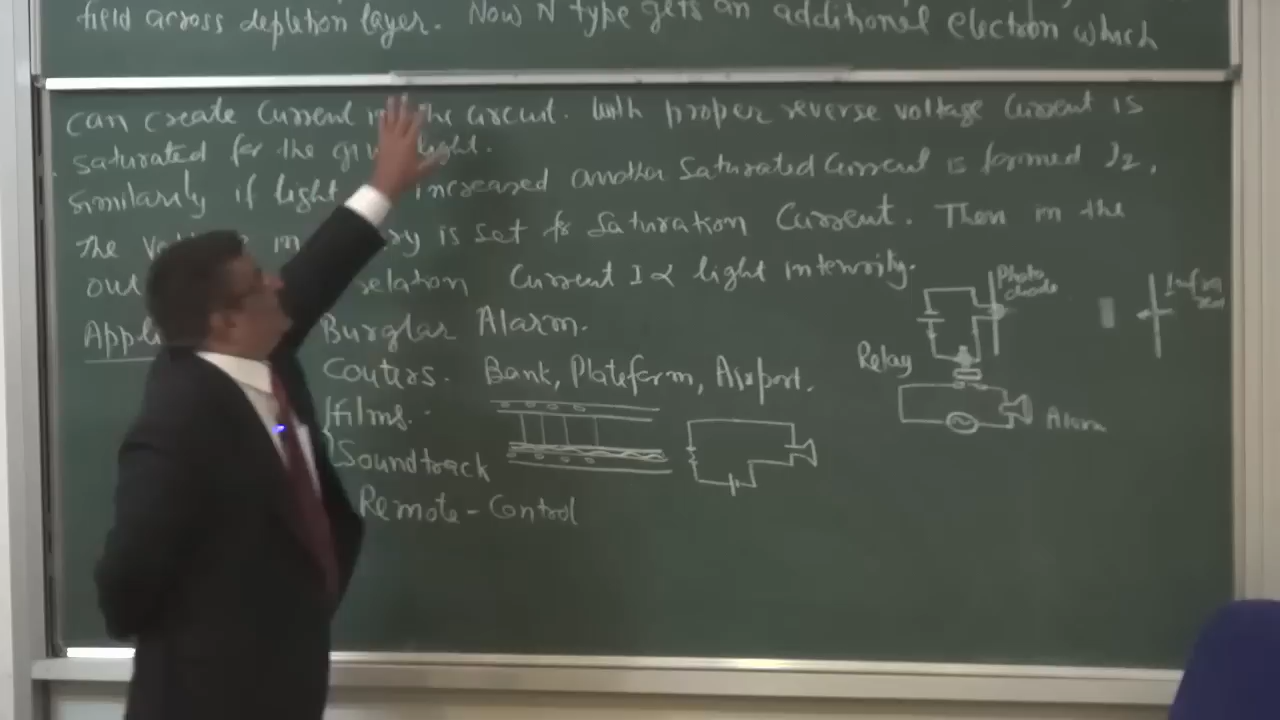 field across depletion layer. Now N type gets an additional electron which
can create Current in the circuit. With proper reverse voltage Current is
saturated for the given light.
Similarly if light increased another Saturated Current is formed I2.
The is set for Saturation Current. Then in the
out relation Current I ∝ light intensity.
Appli Burglar Alarm.
Couters. Bank, Plateform, Airport.
Films.
Soundtrack
Remote - Control
Photo
diode
Relay
Alarm